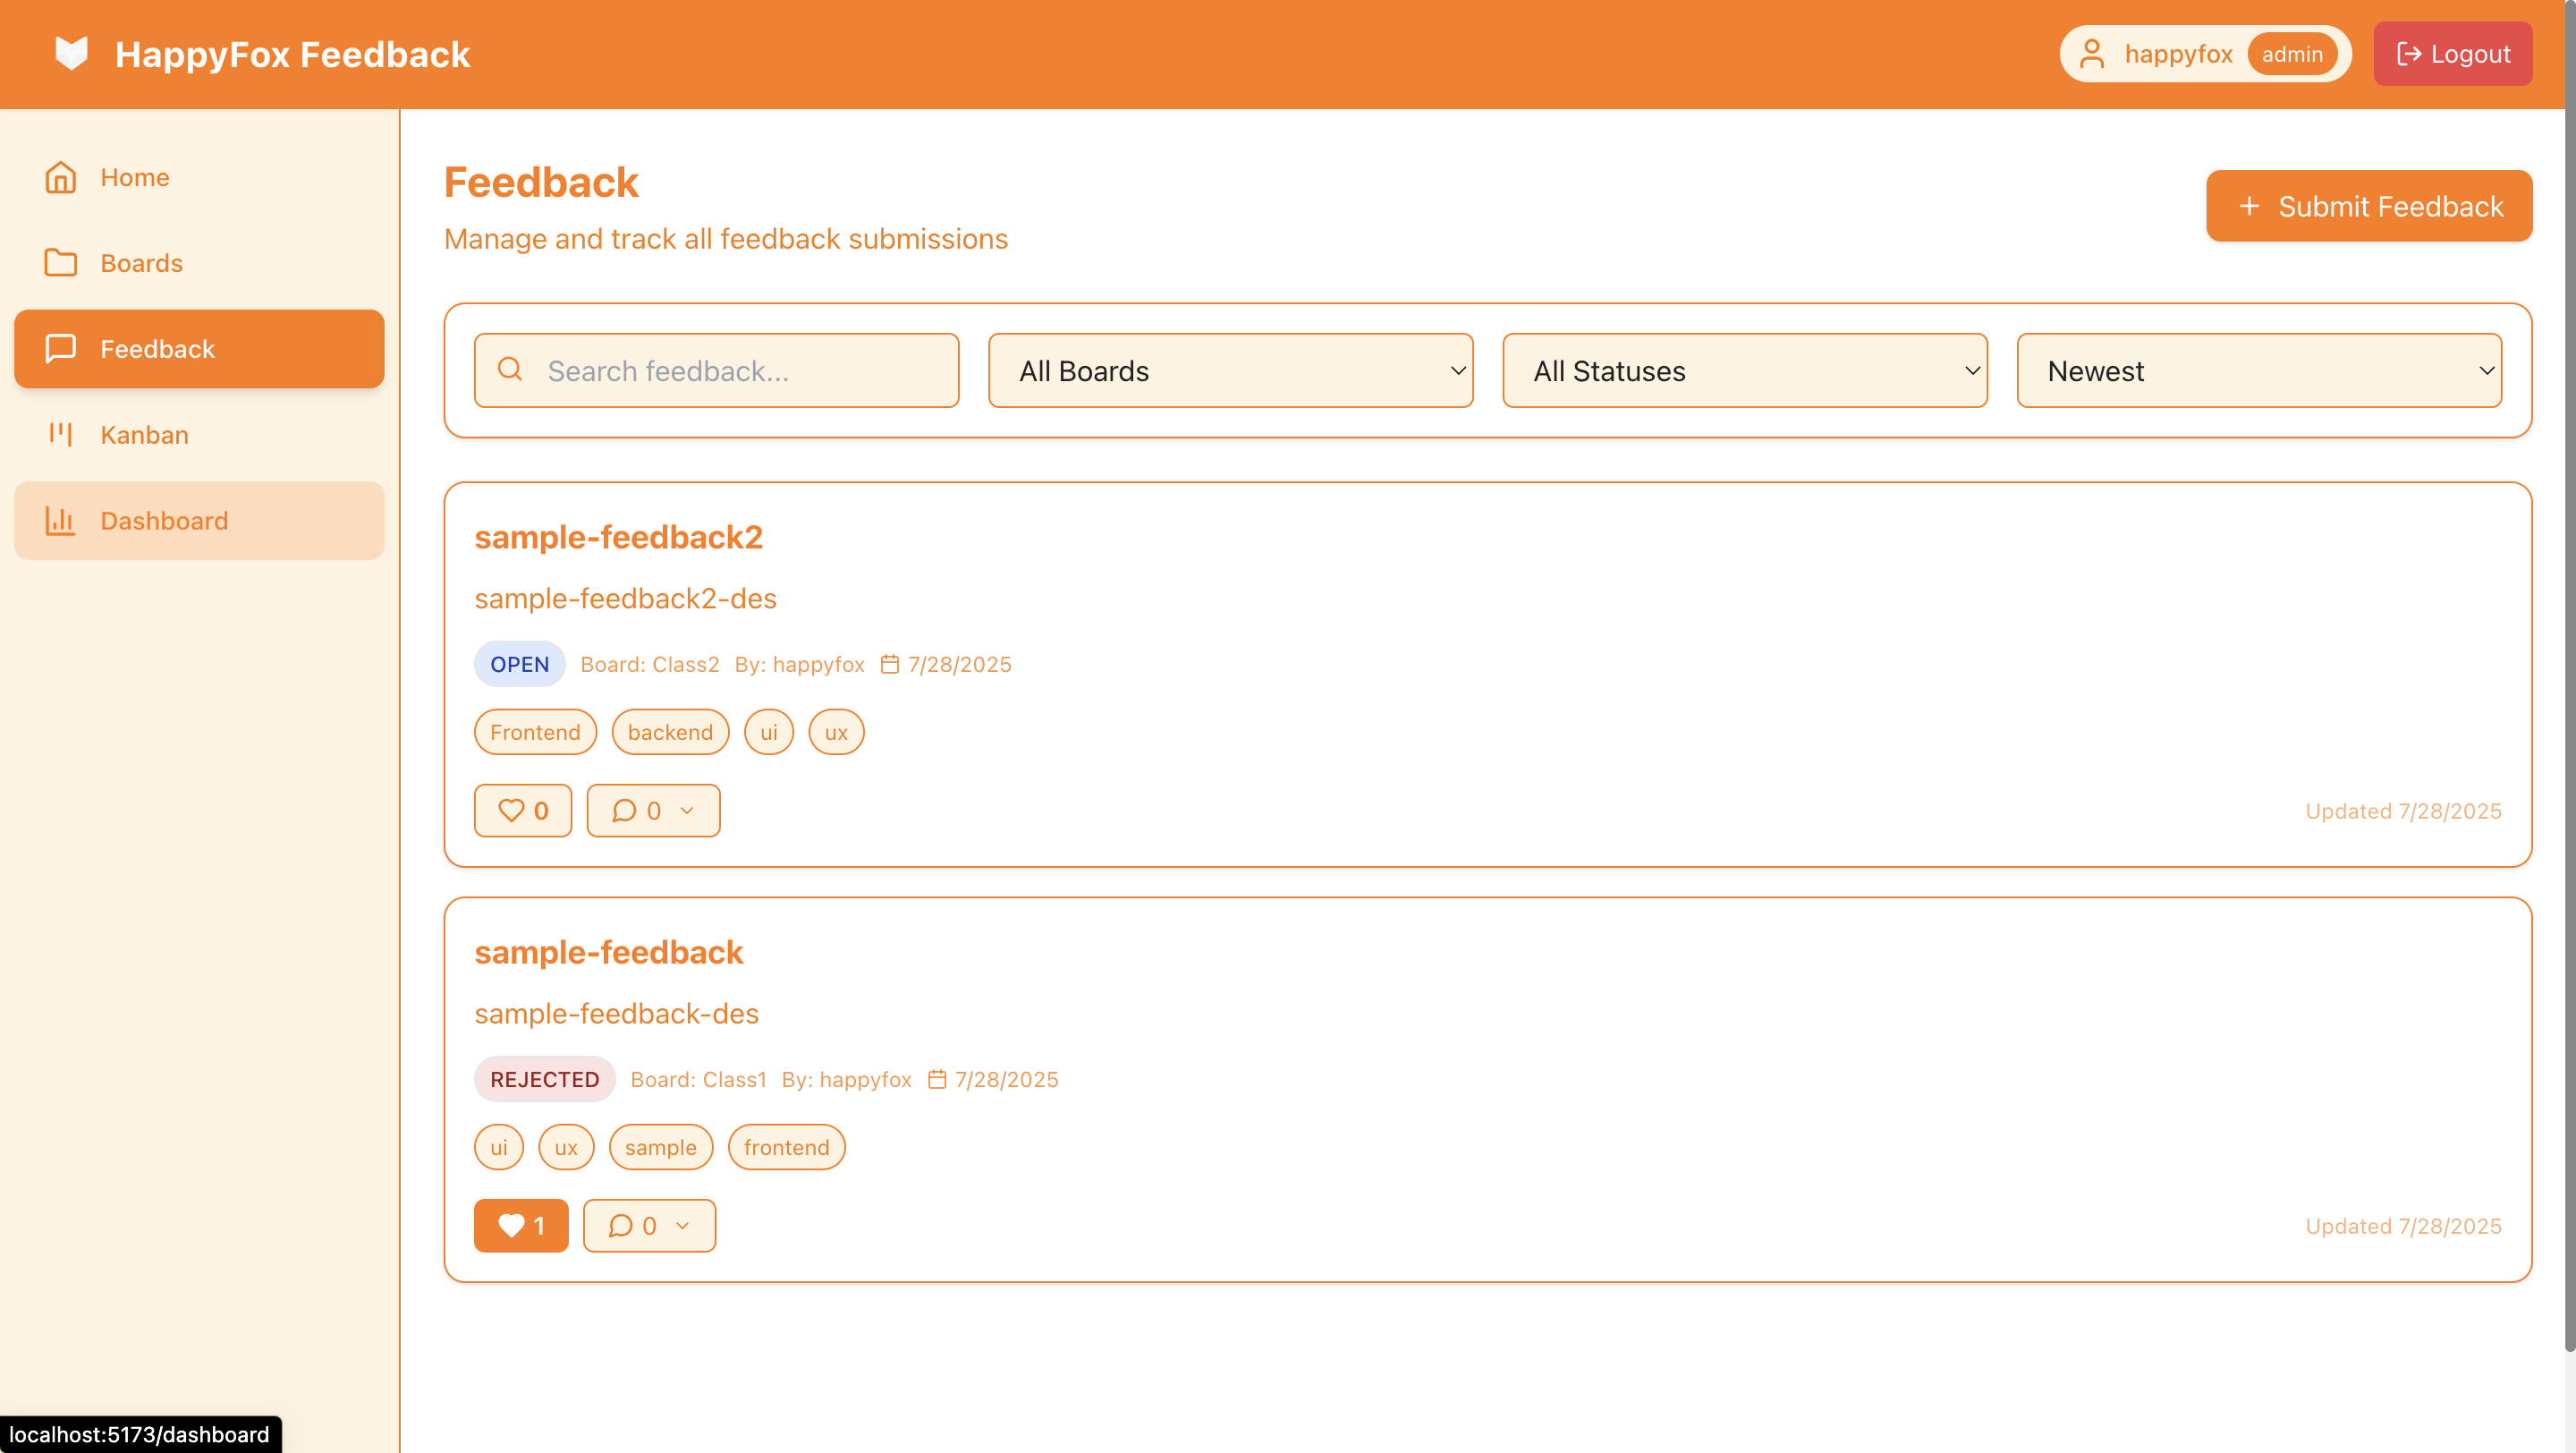 HappyFox Feedback
happyfox admin
Logout
Home
Boards
Feedback
Kanban
Dashboard
Feedback
Manage and track all feedback submissions
+ Submit Feedback
Search feedback...
All Boards
All Statuses
Newest
sample-feedback2
sample-feedback2-des
OPEN Board: Class2 By: happyfox 7/28/2025
Frontend backend ui ux
0 0
Updated 7/28/2025
sample-feedback
sample-feedback-des
REJECTED Board: Class1 By: happyfox 7/28/2025
ui ux sample frontend
1 0
Updated 7/28/2025
localhost:5173/dashboard